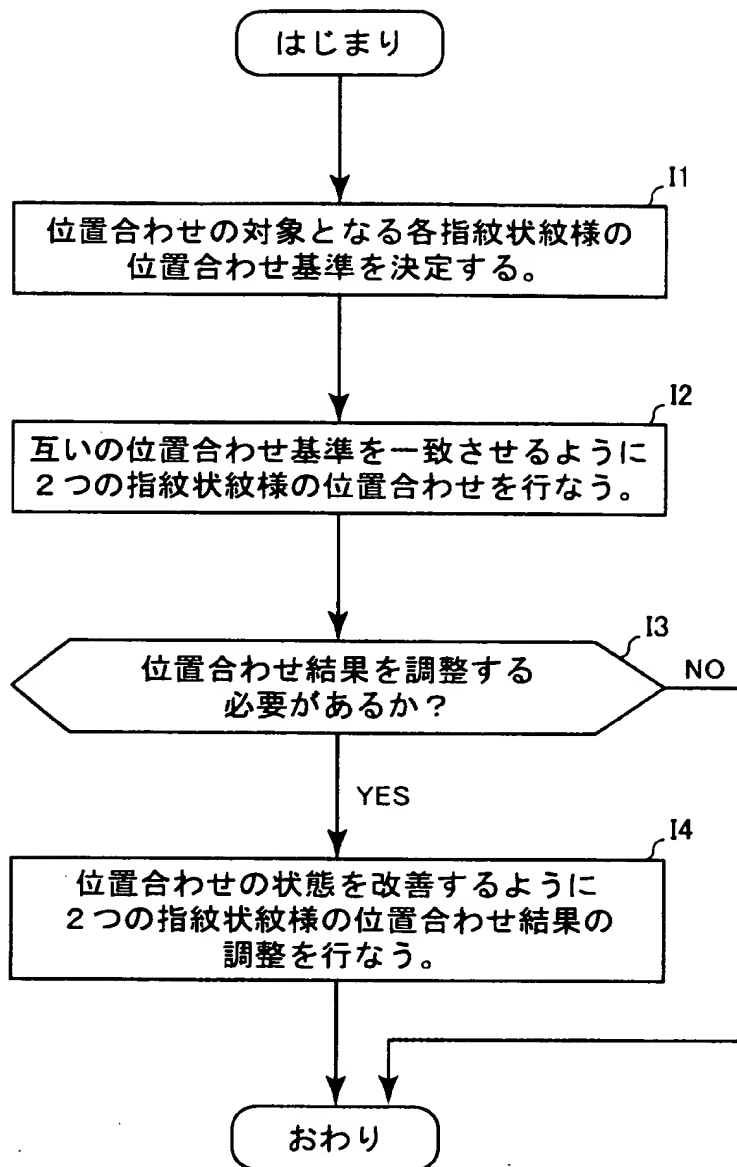 はじまり
I1
位置合わせの対象となる各指紋状紋様の
位置合わせ基準を決定する。
I2
互いの位置合わせ基準を一致させるように
２つの指紋状紋様の位置合わせを行なう。
I3
位置合わせ結果を調整する
必要があるか？
NO
YES
I4
位置合わせの状態を改善するように
２つの指紋状紋様の位置合わせ結果の
調整を行なう。
おわり